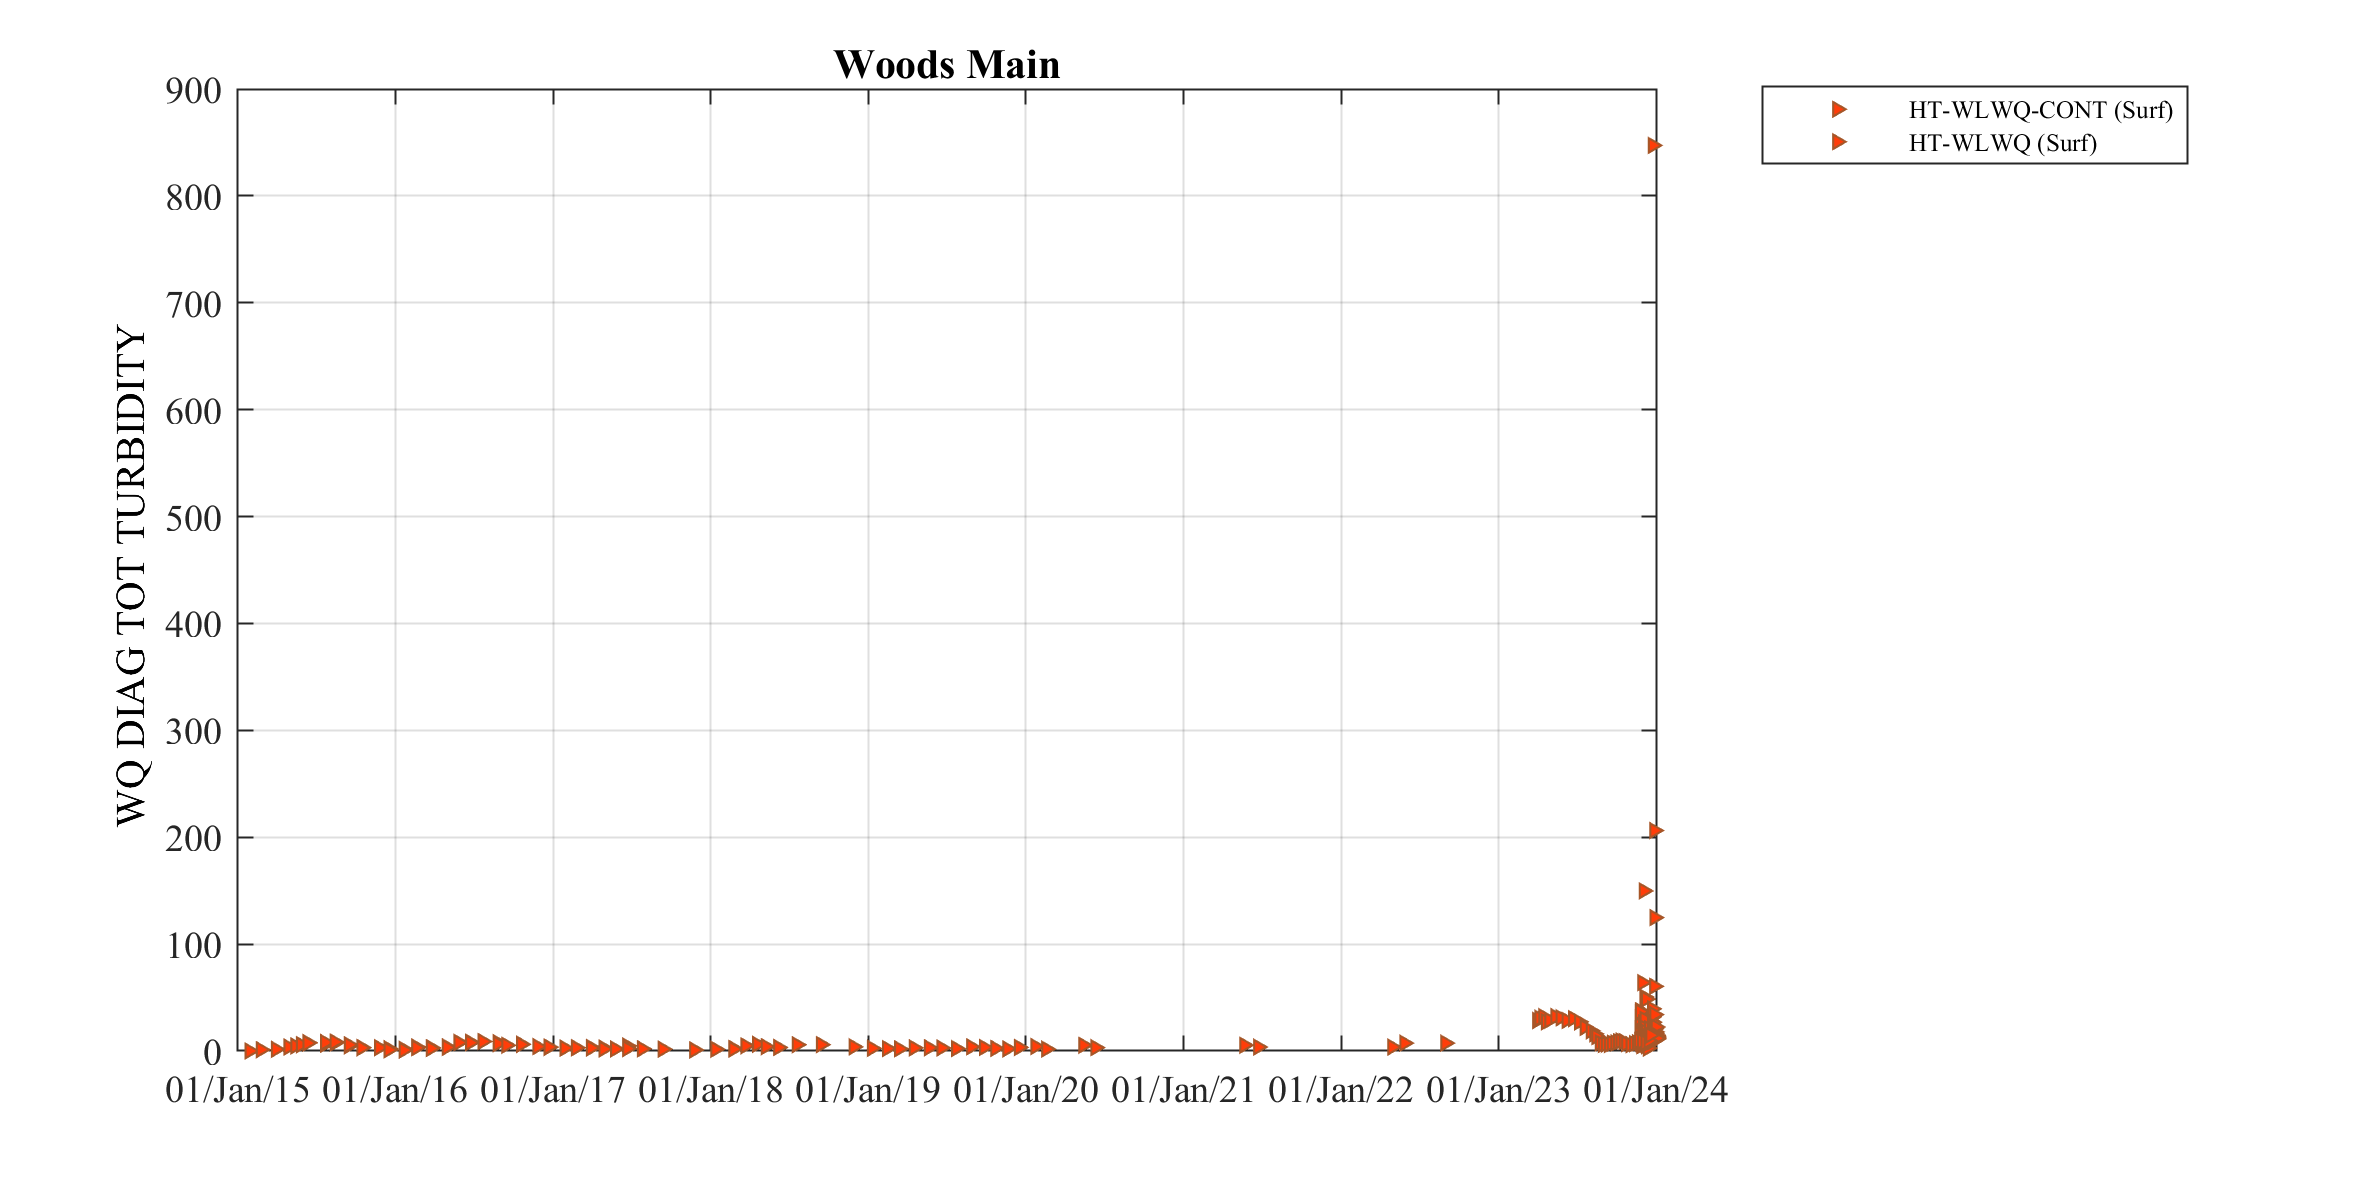 Woods Main
HT-WLWQ-CONT (Surf)
HT-WLWQ (Surf)
WQ DIAG TOT TURBIDITY
900
800
700
600
500
400
300
200
100
0
01/Jan/15 01/Jan/16 01/Jan/17 01/Jan/18 01/Jan/19 01/Jan/20 01/Jan/21 01/Jan/22 01/Jan/23 01/Jan/24